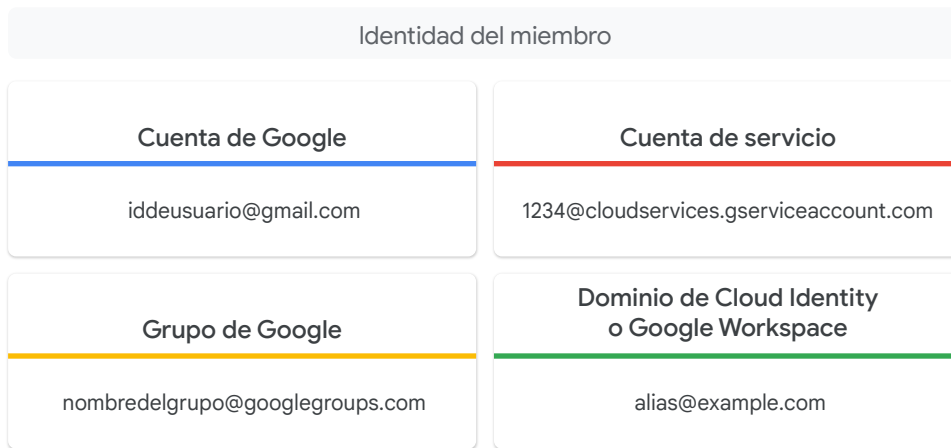 Identidad del miembro
Cuenta de Google
iddeusuario@gmail.com
Cuenta de servicio
1234@cloudservices.gserviceaccount.com
Grupo de Google
nombredelgrupo@googlegroups.com
Dominio de Cloud Identity
o Google Workspace
alias@example.com